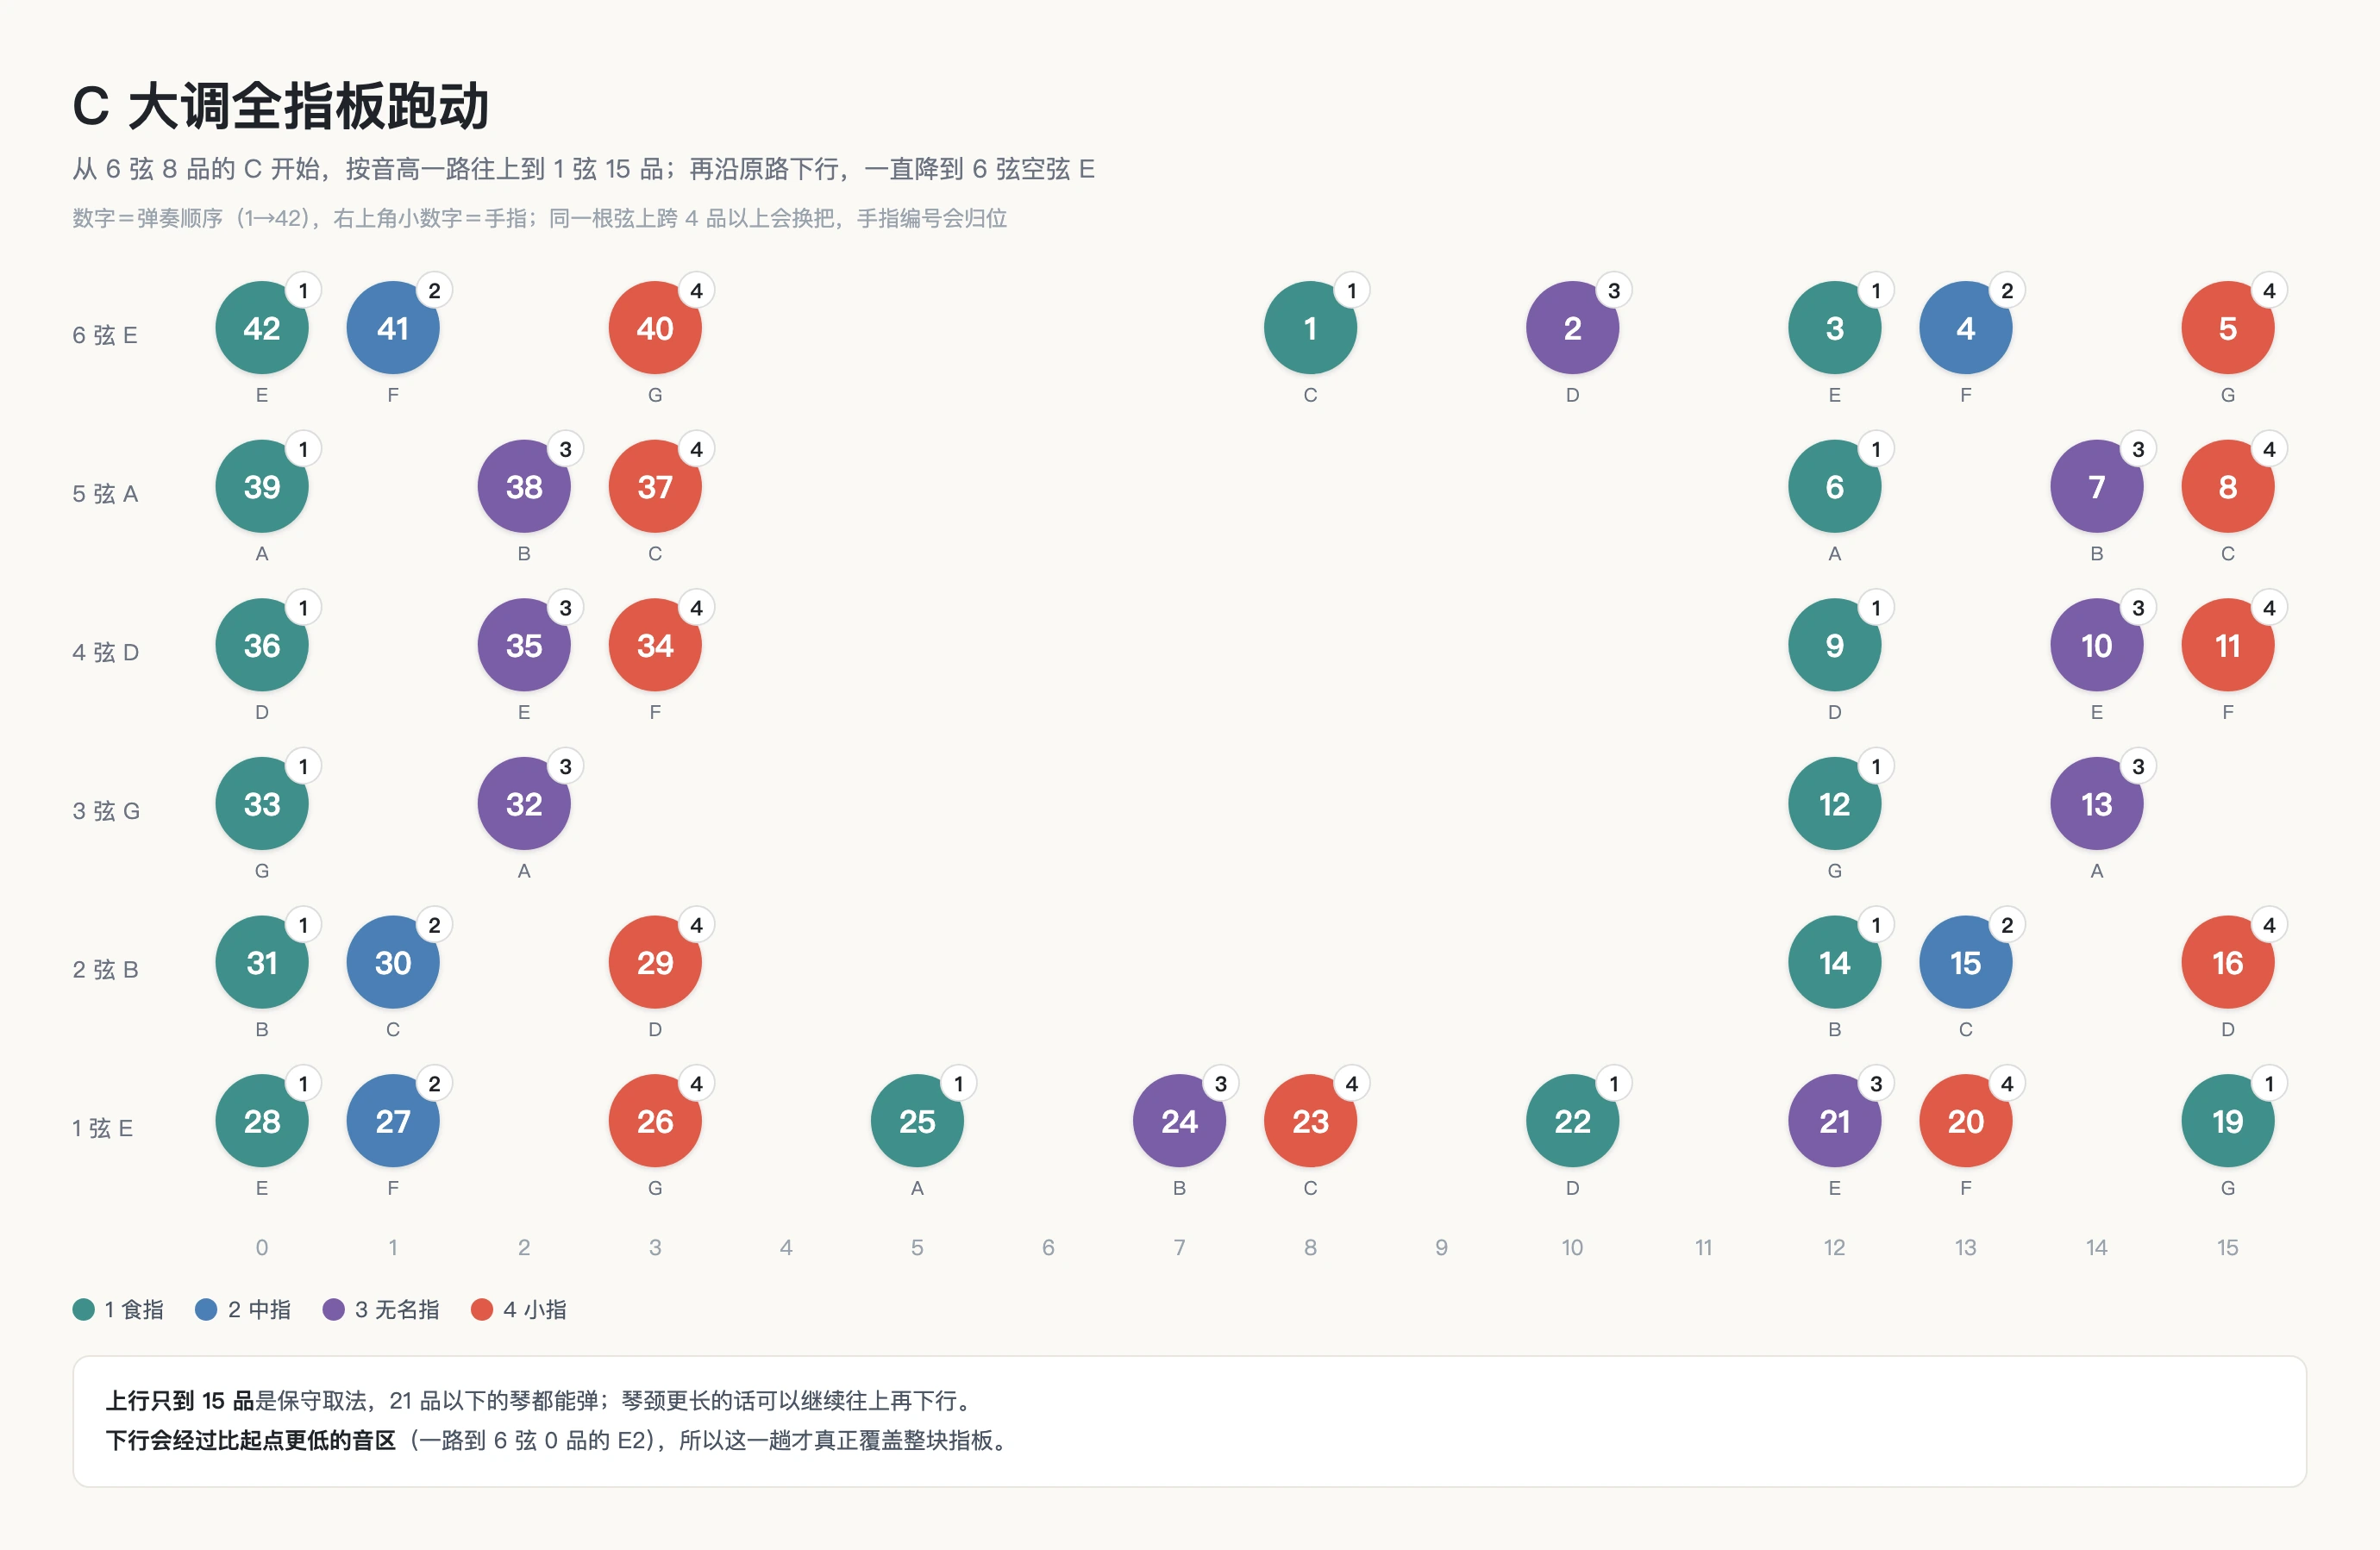 C 大调全指板跑动
从 6 弦 8 品的 C 开始，按音高一路往上到 1 弦 15 品；再沿原路下行，一直降到 6 弦空弦 E
数字＝弹奏顺序（1→42），右上角小数字＝手指；同一根弦上跨 4 品以上会换把，手指编号会归位
1 2 4 1 3 1 2 4
6 弦 E 42 41 40 1 2 3 4 5
E F G C D E F G
1 3 4 1 3 4
5 弦 A 39 38 37 6 7 8
A B C A B C
1 3 4 1 3 4
4 弦 D 36 35 34 9 10 11
D E F D E F
1 3 1 3
3 弦 G 33 32 12 13
G A G A
1 2 4 1 2 4
2 弦 B 31 30 29 14 15 16
B C D B C D
1 2 4 1 3 4 1 3 4 1
1 弦 E 28 27 26 25 24 23 22 21 20 19
E F G A B C D E F G
0 1 2 3 4 5 6 7 8 9 10 11 12 13 14 15
1 食指 2 中指 3 无名指 4 小指
上行只到 15 品是保守取法，21 品以下的琴都能弹；琴颈更长的话可以继续往上再下行。
下行会经过比起点更低的音区（一路到 6 弦 0 品的 E2），所以这一趟才真正覆盖整块指板。